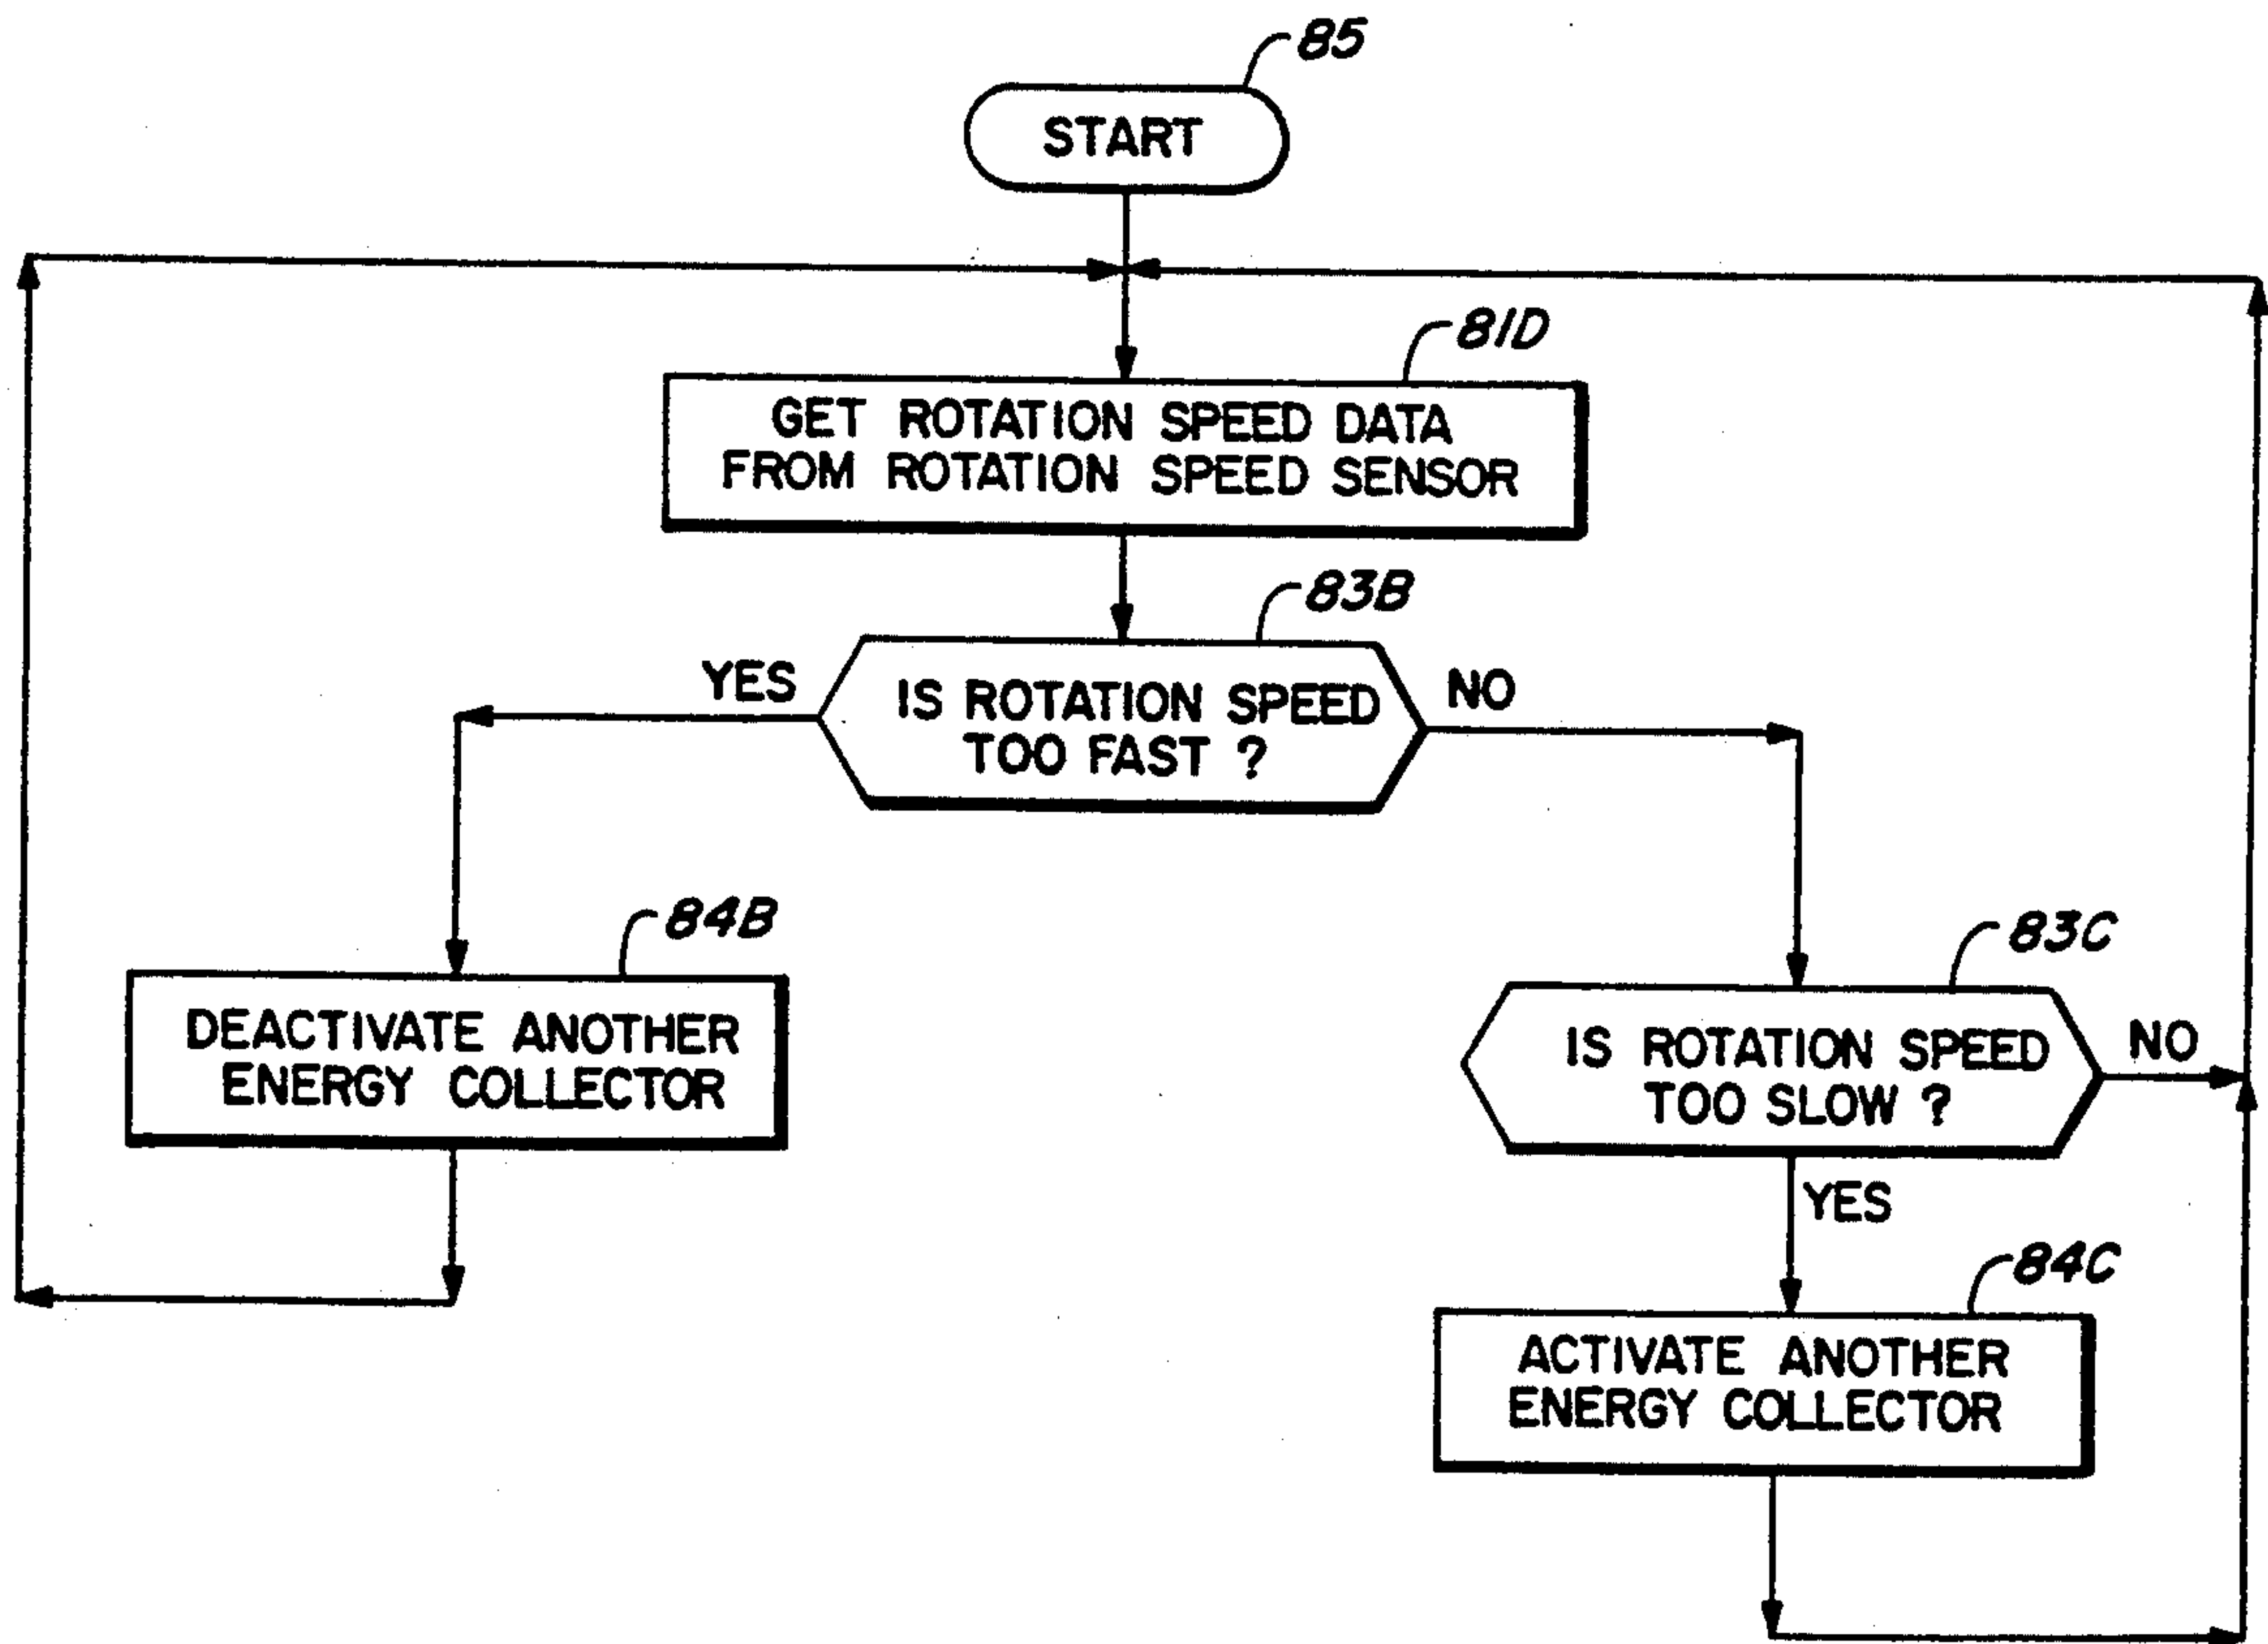 85
START
81D
GET ROTATION SPEED DATA
FROM ROTATION SPEED SENSOR
83B
YES
NO
IS ROTATION SPEED
TOO FAST ?
84B
DEACTIVATE ANOTHER
ENERGY COLLECTOR
83C
IS ROTATION SPEED
TOO SLOW ?
NO
YES
84C
ACTIVATE ANOTHER
ENERGY COLLECTOR